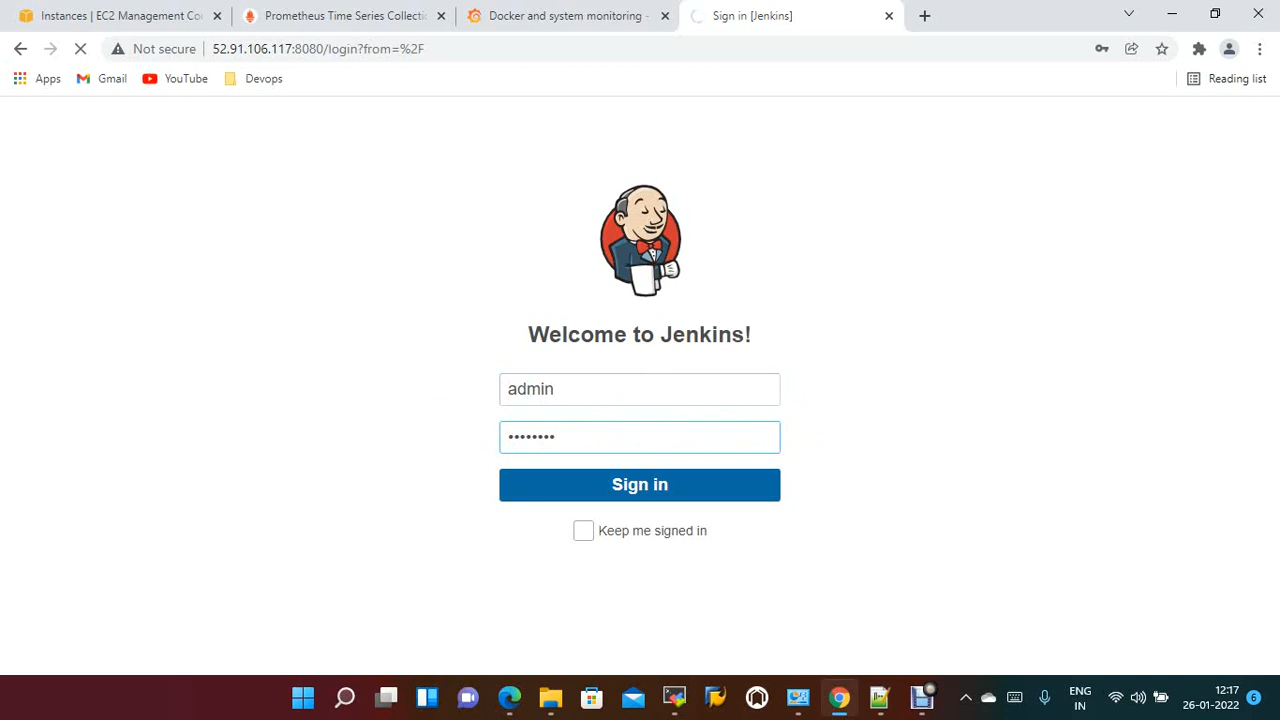 Instances | EC2 Management Co
Prometheus Time Series Collecti
Docker and system monitoring -
Sign in [Jenkins]
Not secure
52.91.106.117:8080/login?from=%2F
Apps
Gmail
YouTube
Devops
Reading list
Welcome to Jenkins!
admin
••••••••
Sign in
Keep me signed in
ENG
IN
12:17
26-01-2022
6